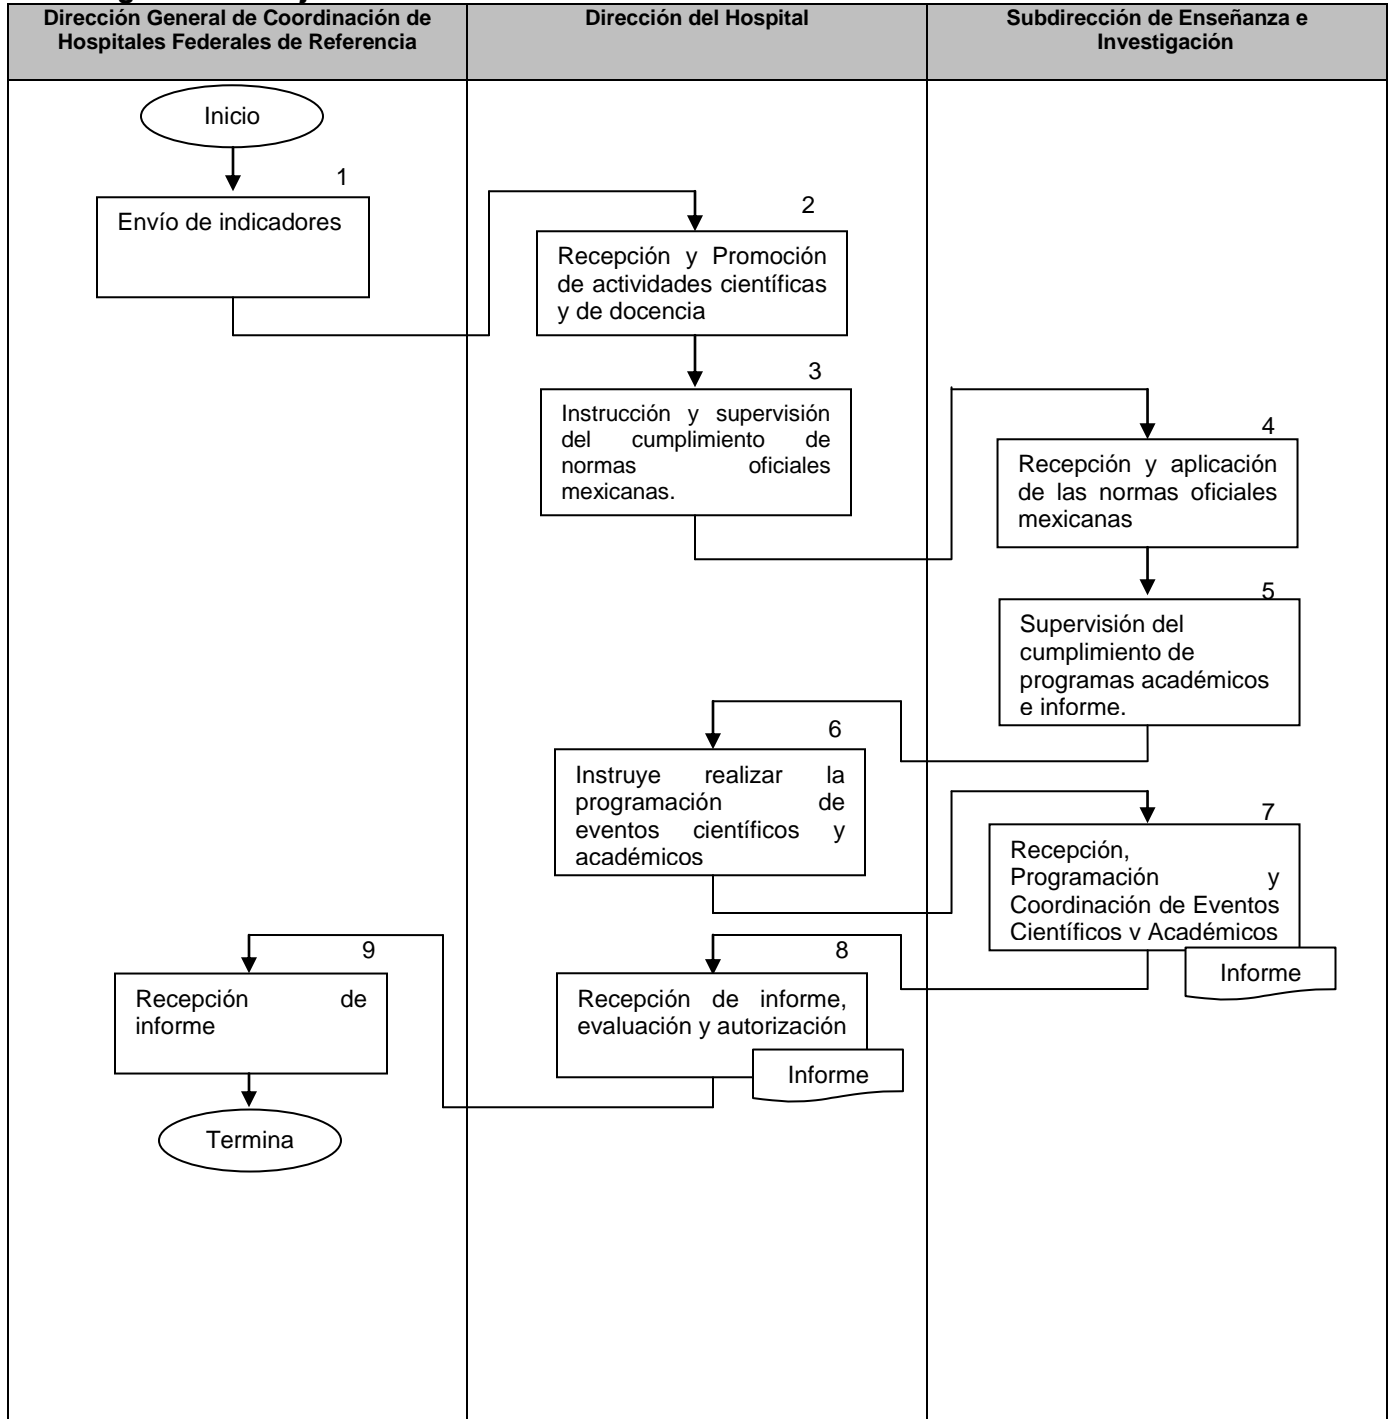 Dirección General de Coordinación de
Hospitales Federales de Referencia
Dirección del Hospital
Subdirección de Enseñanza e
Investigación
Inicio
1
Envío de indicadores
2
Recepción y Promoción
de actividades científicas
y de docencia
3
Instrucción y supervisión
del cumplimiento de
normas oficiales
mexicanas.
4
Recepción y aplicación
de las normas oficiales
mexicanas
5
Supervisión del
cumplimiento de
programas académicos
e informe.
6
Instruye realizar la
programación de
eventos científicos y
académicos
7
Recepción,
Programación y
Coordinación de Eventos
Científicos y Académicos
Informe
8
Recepción de informe,
evaluación y autorización
Informe
9
Recepción de
informe
Termina